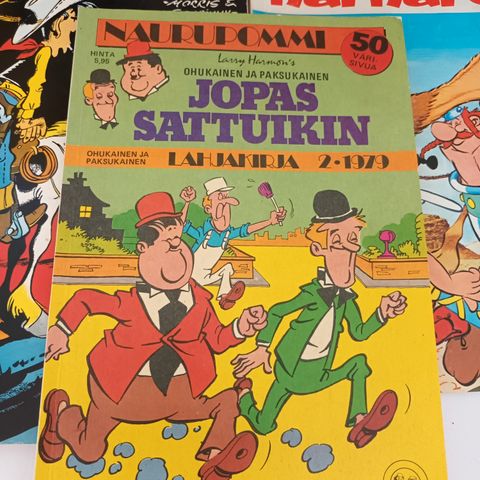 MORRIS &
NAURUPOMMI
HINTA
5,95
Larry Harmon's
50
VÄRI-
SIVUA
OHUKAINEN JA PAKSUKAINEN
JOPAS
SATTUIKIN
OHUKAINEN JA
PAKSUKAINEN
LAHJAKIRJA 2•1979